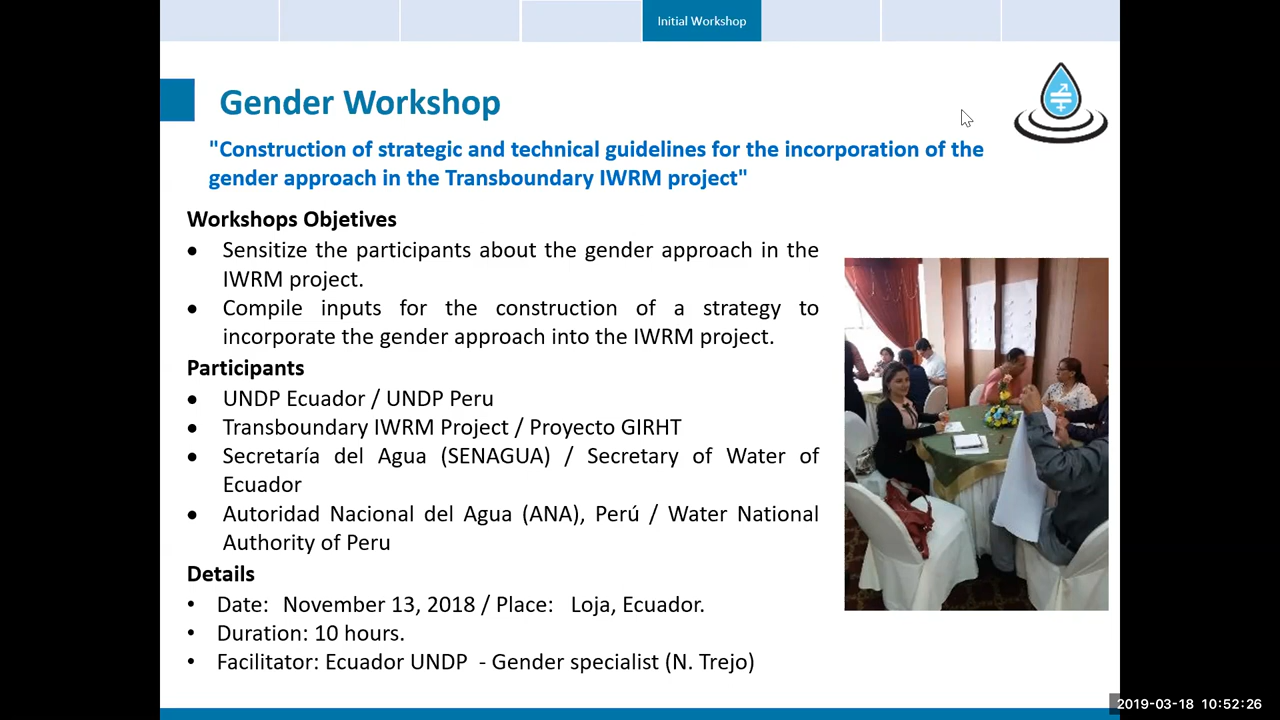 Initial Workshop
Gender Workshop
"Construction of strategic and technical guidelines for the incorporation of the
gender approach in the Transboundary IWRM project"
Workshops Objetives
● Sensitize the participants about the gender approach in the
IWRM project.
● Compile inputs for the construction of a strategy to
incorporate the gender approach into the IWRM project.
Participants
● UNDP Ecuador / UNDP Peru
● Transboundary IWRM Project / Proyecto GIRHT
● Secretaría del Agua (SENAGUA) / Secretary of Water of
Ecuador
● Autoridad Nacional del Agua (ANA), Perú / Water National
Authority of Peru
Details
• Date: November 13, 2018 / Place: Loja, Ecuador.
• Duration: 10 hours.
• Facilitator: Ecuador UNDP - Gender specialist (N. Trejo)
2019-03-18 10:52:26